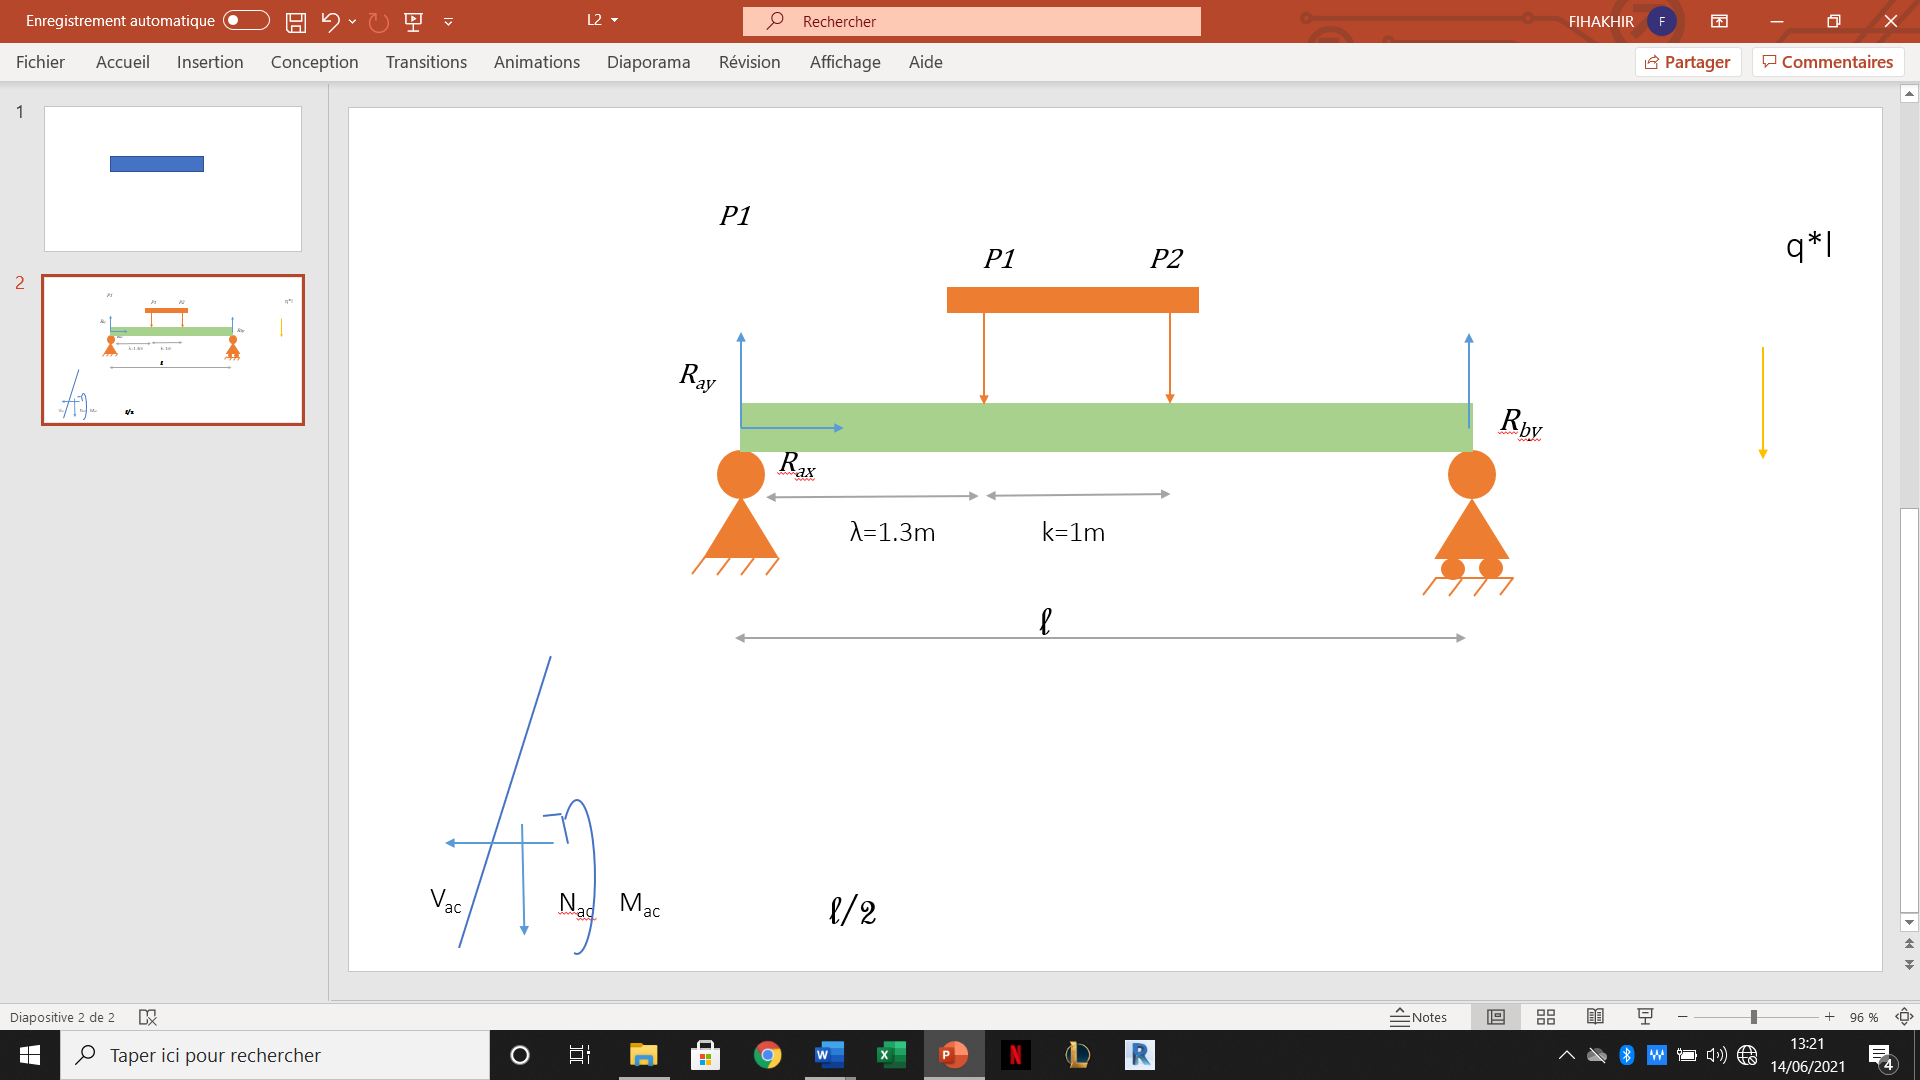 Enregistrement automatique
L2
Rechercher
FIHAKHIR
F
Fichier Accueil Insertion Conception Transitions Animations Diaporama Révision Affichage Aide
Partager
Commentaires
1
2
P1
P1
P2
q*l
Ray
Rby
Rax
λ=1.3m
k=1m
ℓ
Vac
Nac
Mac
ℓ/2
Diapositive 2 de 2
Notes
96 %
Taper ici pour rechercher
13:21
14/06/2021
4